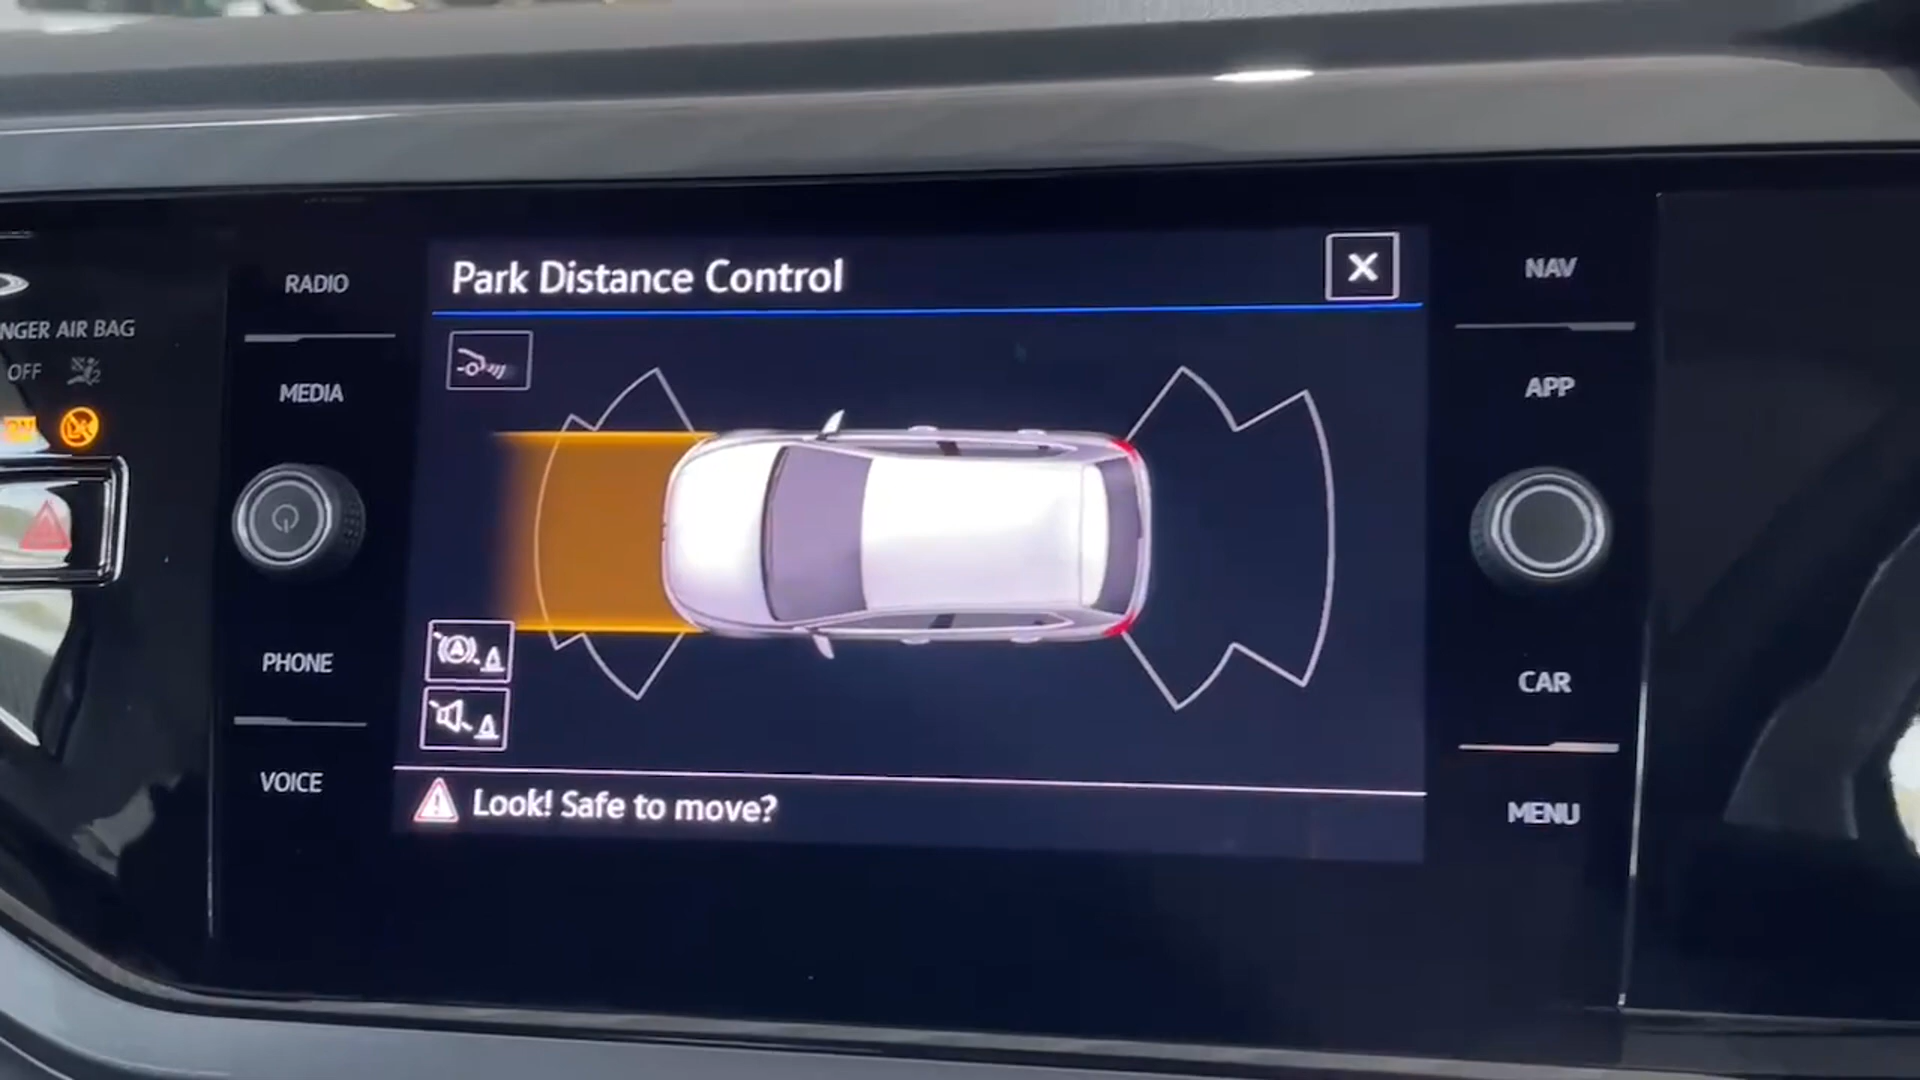 NGER AIR BAG
OFF
RADIO
MEDIA
PHONE
VOICE
Park Distance Control
Look! Safe to move?
NAV
APP
CAR
MENU